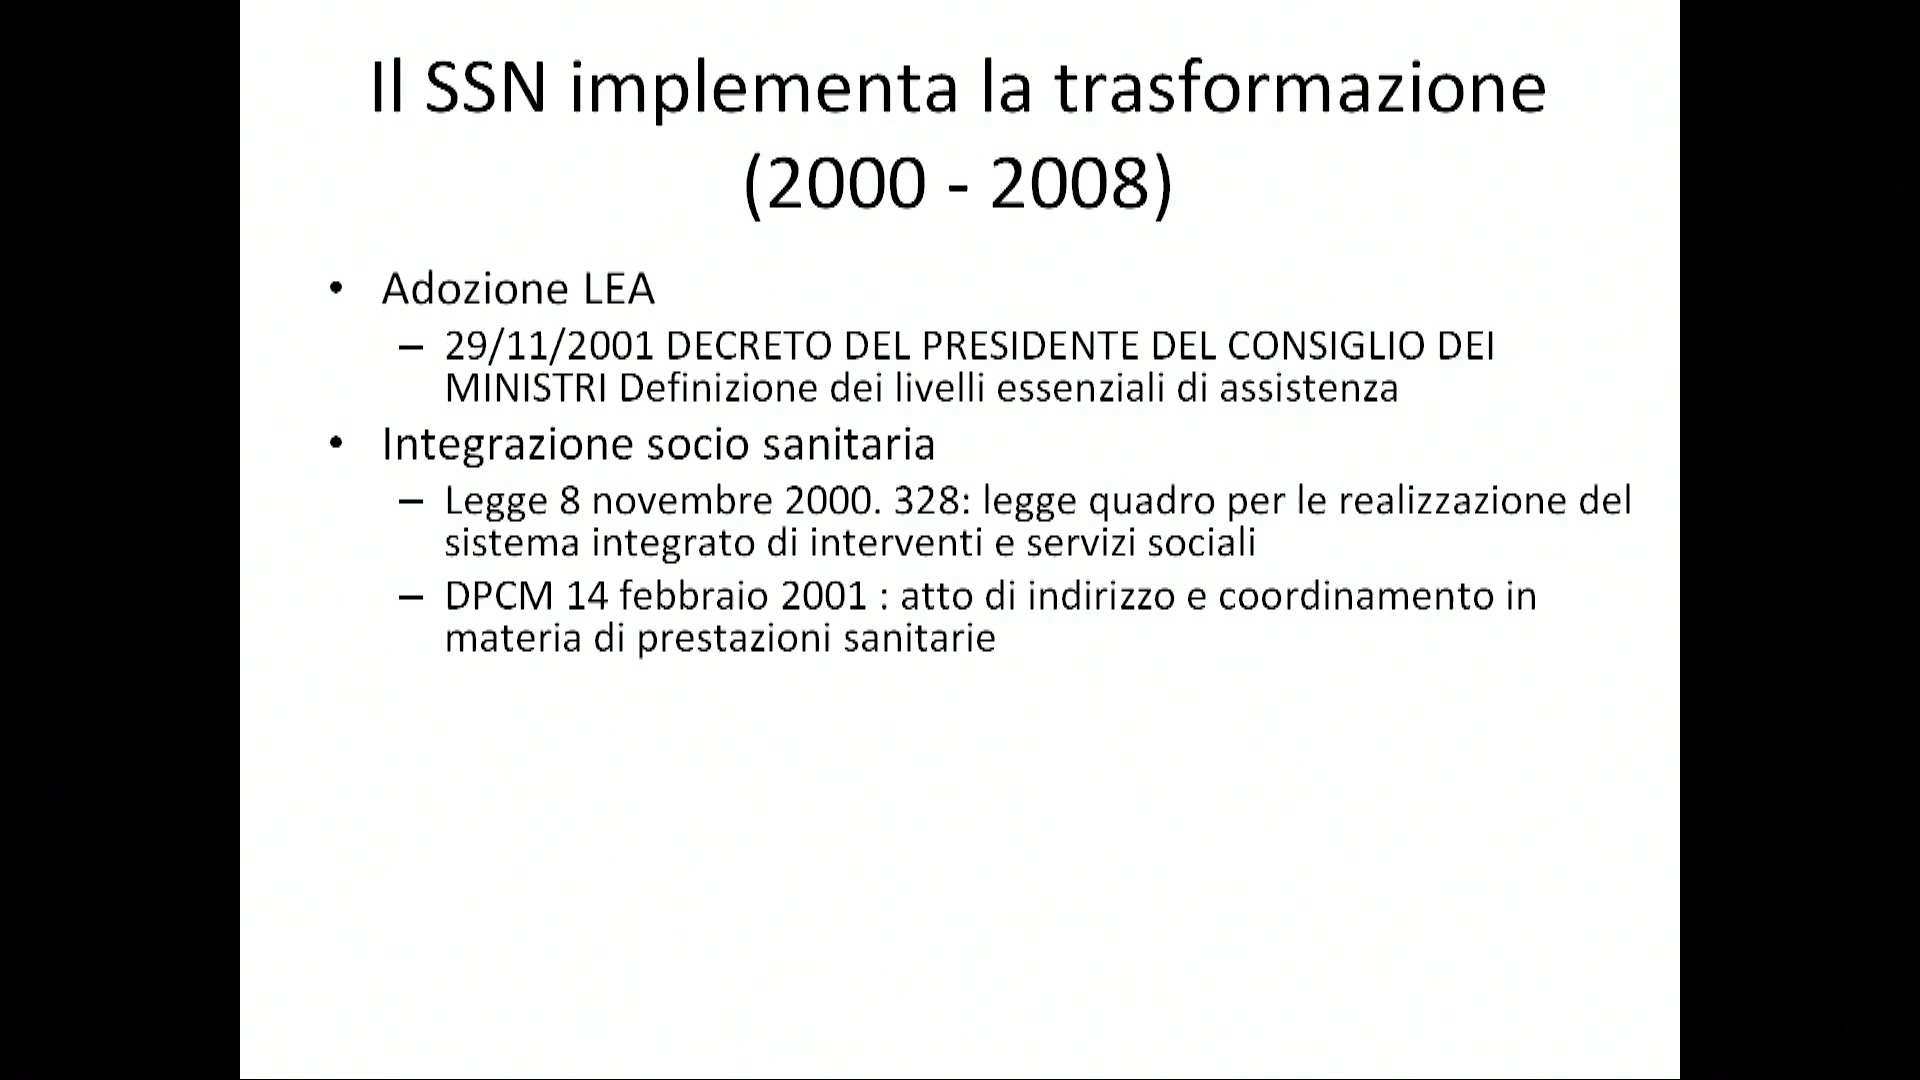 Il SSN implementa la trasformazione
(2000 - 2008)
• Adozione LEA
– 29/11/2001 DECRETO DEL PRESIDENTE DEL CONSIGLIO DEI
MINISTRI Definizione dei livelli essenziali di assistenza
• Integrazione socio sanitaria
– Legge 8 novembre 2000. 328: legge quadro per le realizzazione del
sistema integrato di interventi e servizi sociali
– DPCM 14 febbraio 2001 : atto di indirizzo e coordinamento in
materia di prestazioni sanitarie